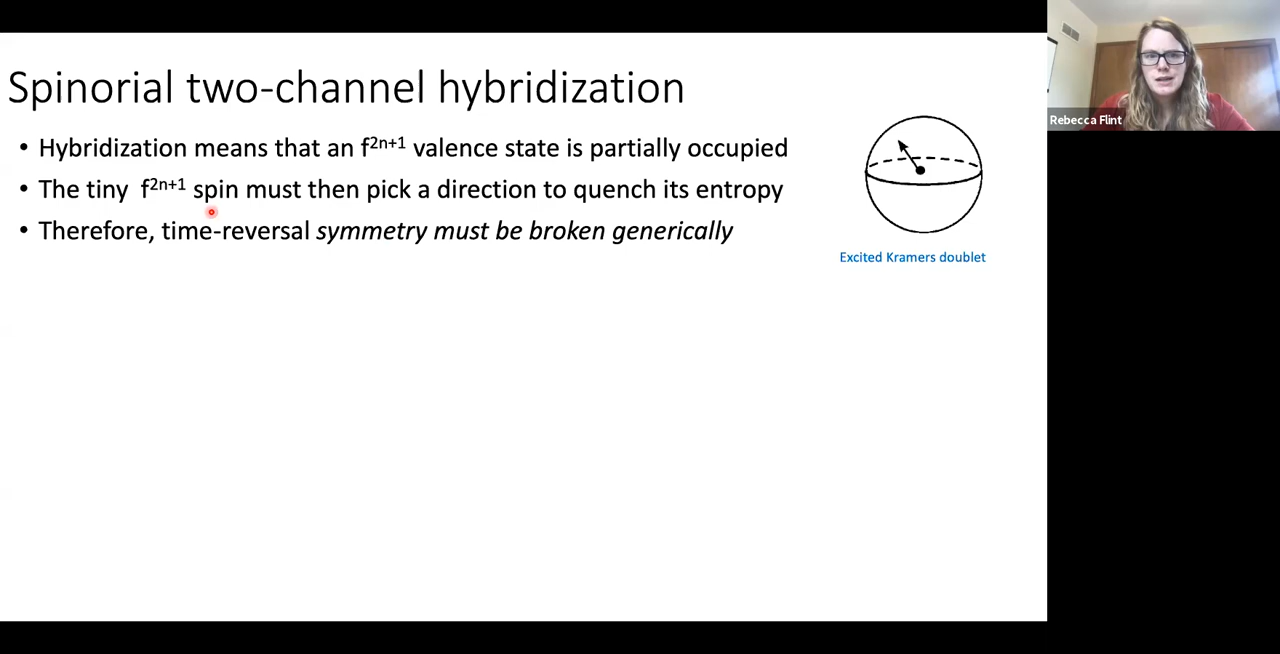 Spinorial two-channel hybridization
• Hybridization means that an f²ⁿ⁺¹ valence state is partially occupied
• The tiny f²ⁿ⁺¹ spin must then pick a direction to quench its entropy
• Therefore, time-reversal symmetry must be broken generically
Excited Kramers doublet
Rebecca Flint